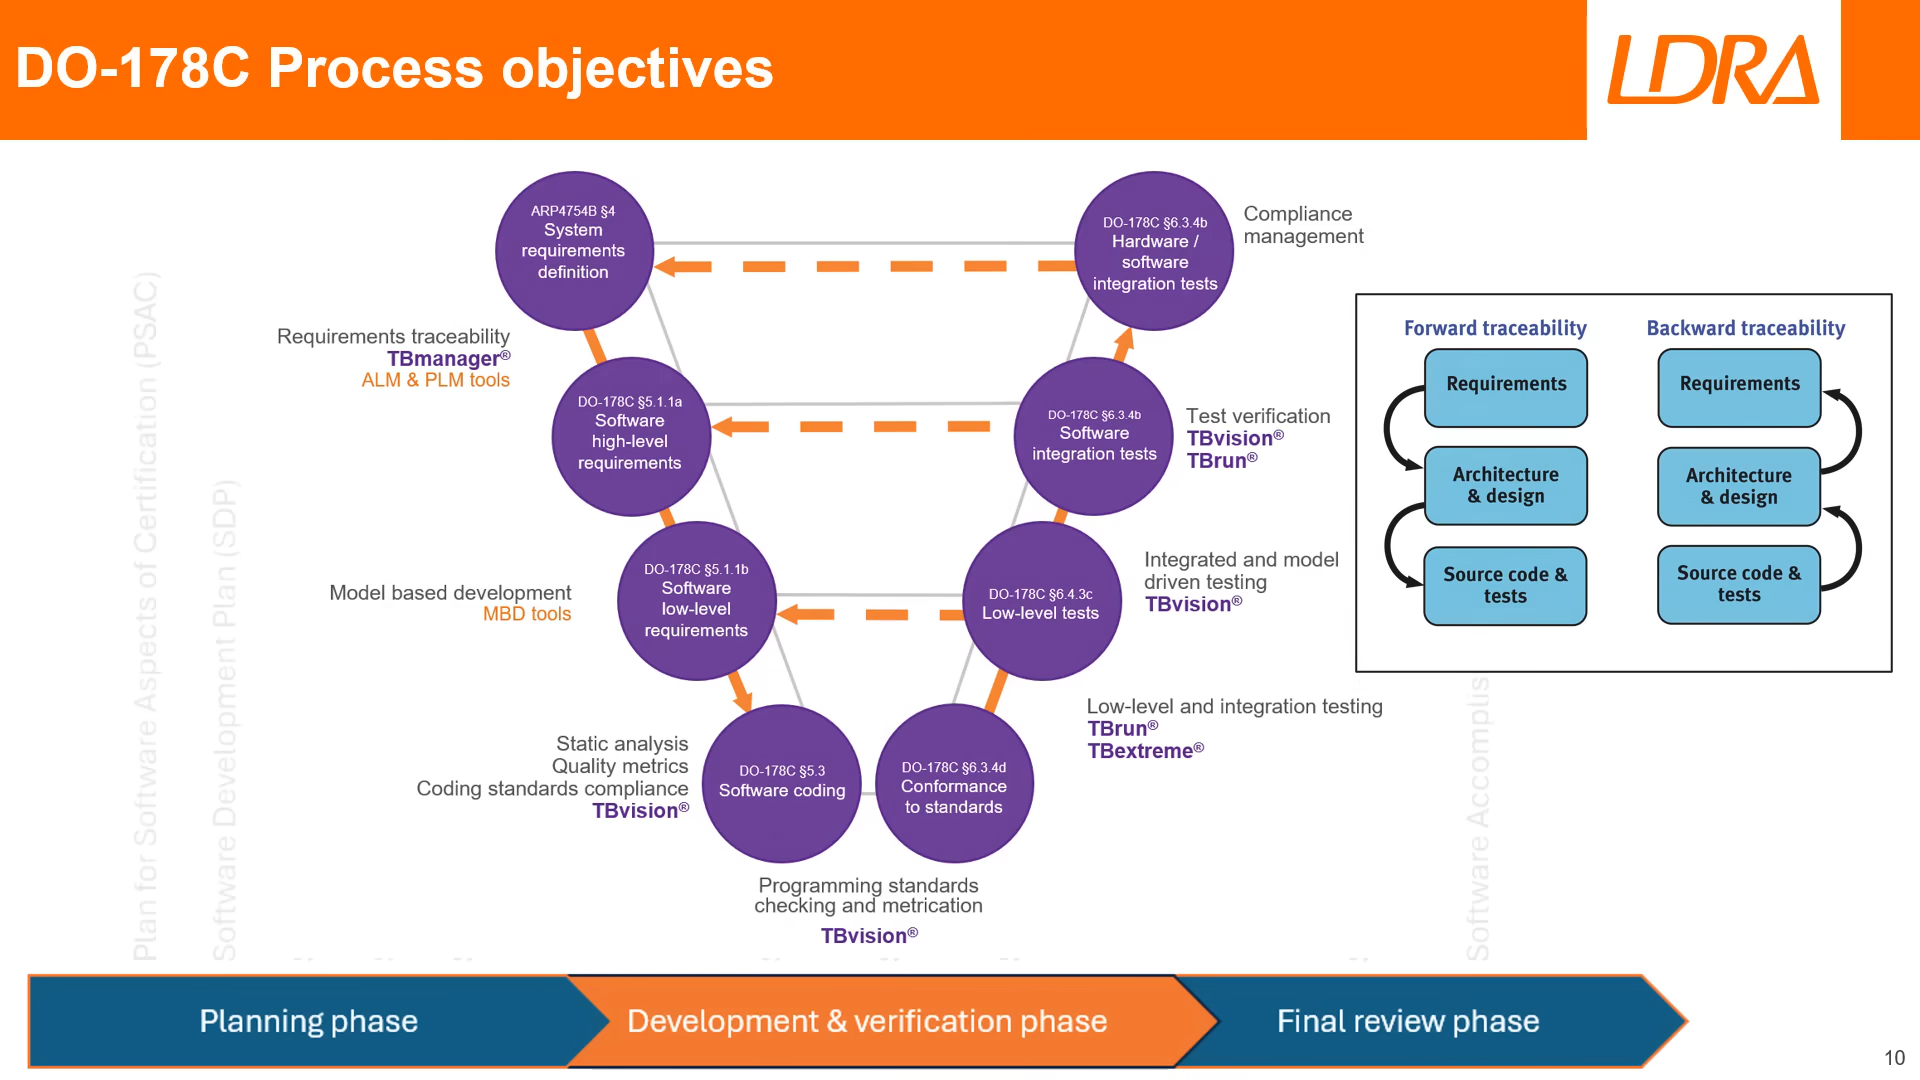 DO-178C Process objectives
LDRA
ARP4754B §4
System
requirements
definition
DO-178C §6.3.4b
Hardware /
software
integration tests
Compliance
management
Requirements traceability
TBmanager®
ALM & PLM tools
DO-178C §5.1.1a
Software
high-level
requirements
DO-178C §6.3.4b
Software
integration tests
Test verification
TBvision®
TBrun®
Model based development
MBD tools
DO-178C §5.1.1b
Software
low-level
requirements
DO-178C §6.4.3c
Low-level tests
Integrated and model
driven testing
TBvision®
Static analysis
Quality metrics
Coding standards compliance
TBvision®
DO-178C §5.3
Software coding
DO-178C §6.3.4d
Conformance
to standards
Low-level and integration testing
TBrun®
TBextreme®
Programming standards
checking and metrication
TBvision®
Forward traceability
Requirements
Architecture
& design
Source code &
tests
Backward traceability
Requirements
Architecture
& design
Source code &
tests
Plan for Software Aspects of Certification (PSAC)
Software Development Plan (SDP)
Software Accomplis
Planning phase
Development & verification phase
Final review phase
10